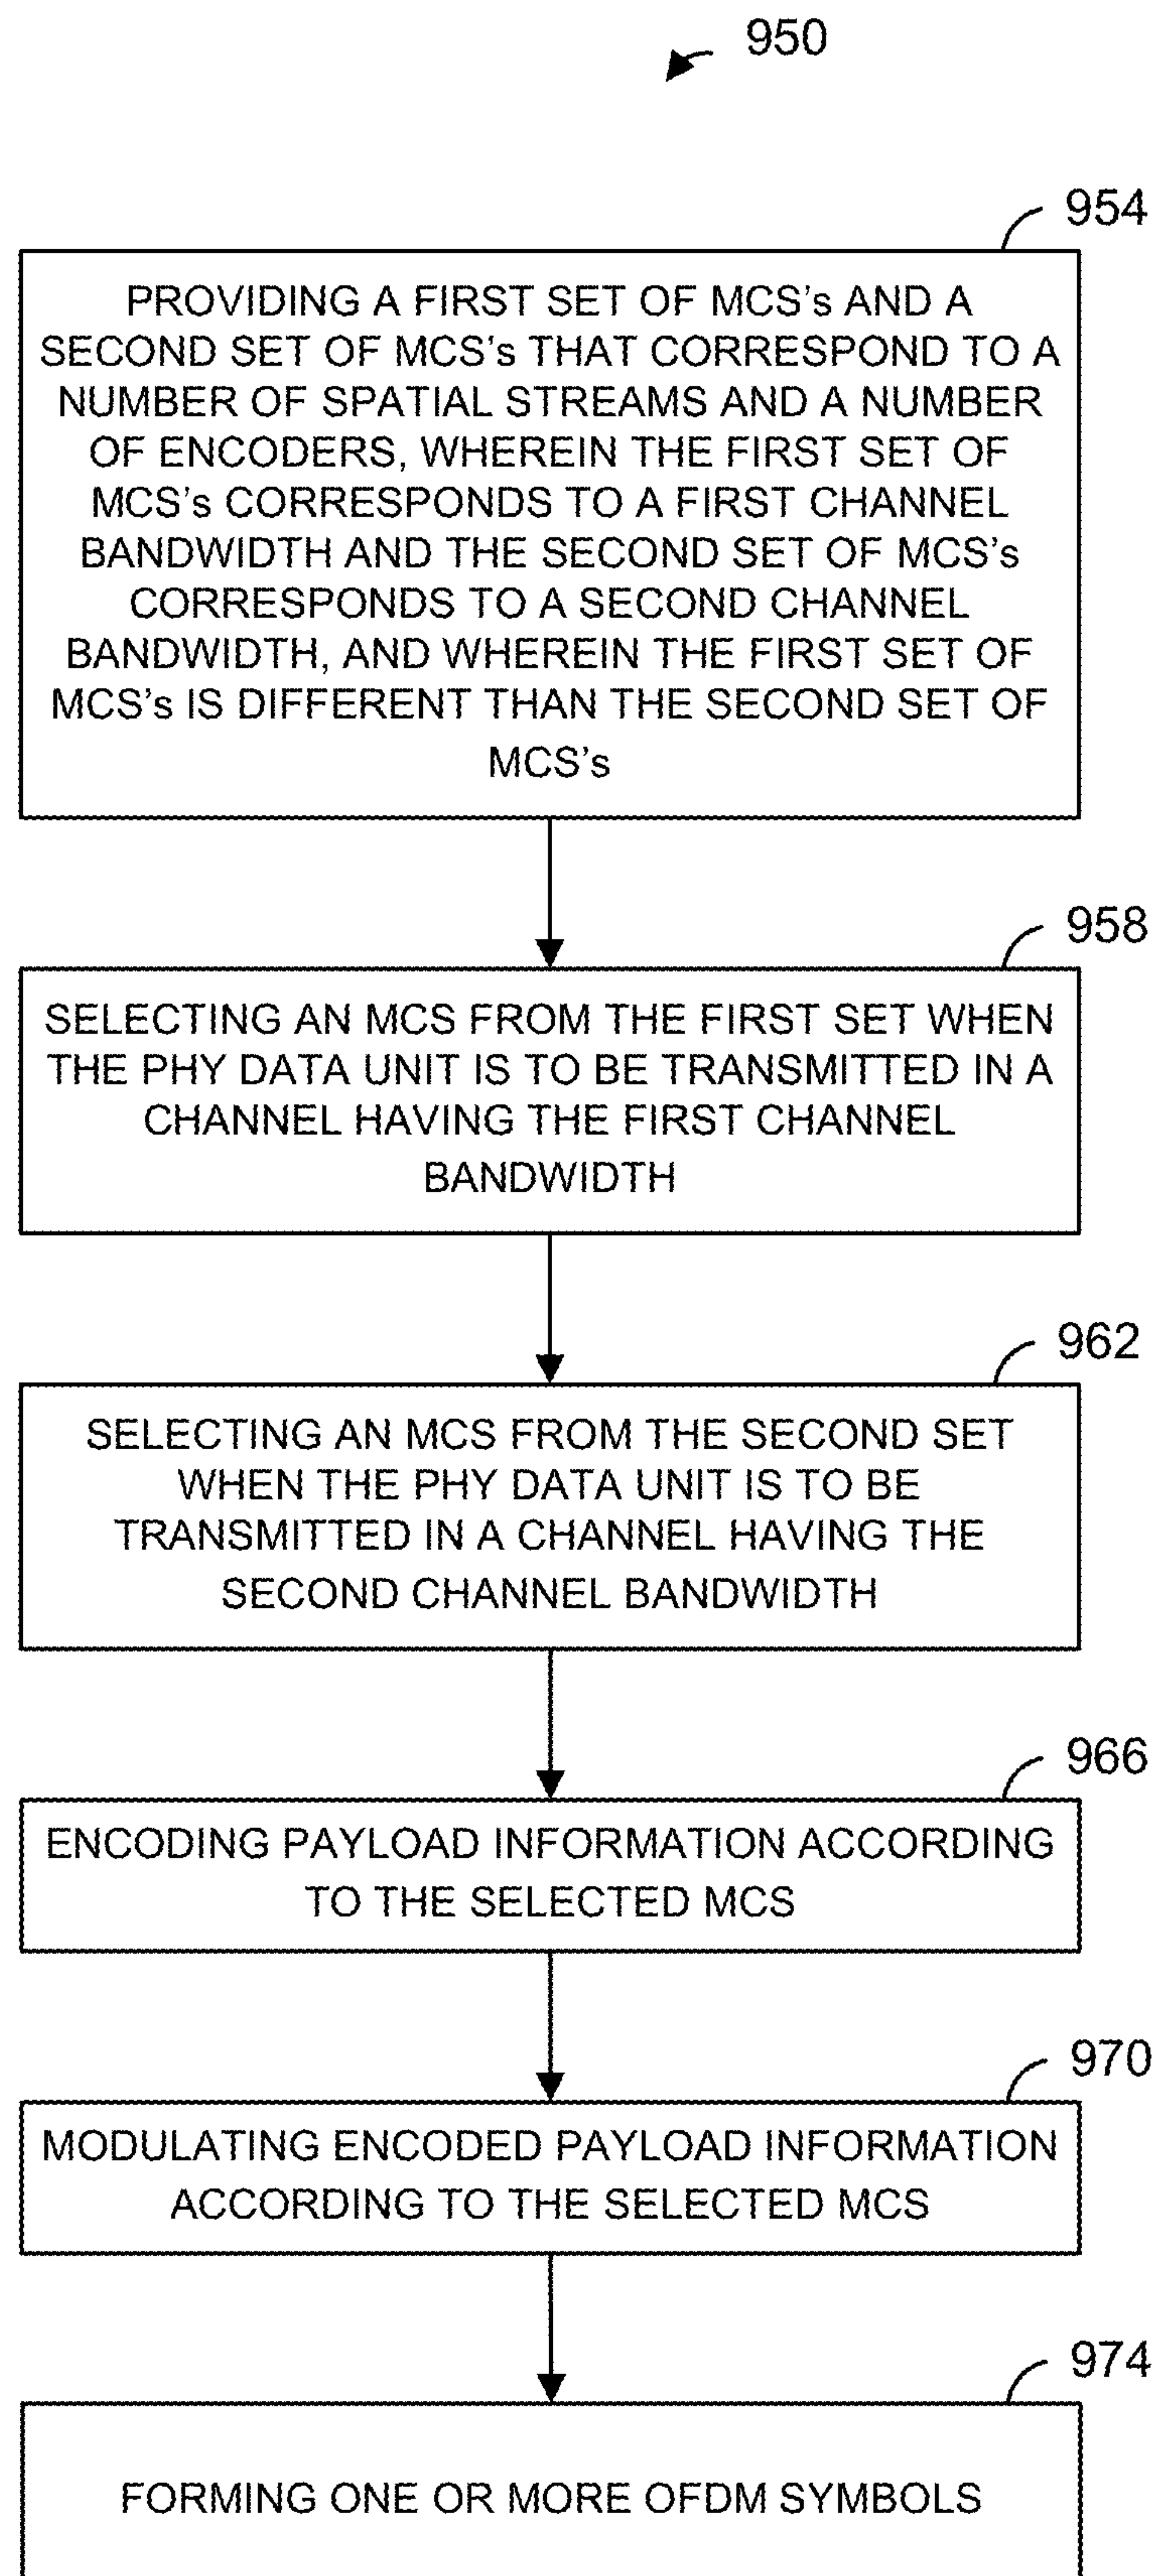 950
954
PROVIDING A FIRST SET OF MCS's AND A
SECOND SET OF MCS's THAT CORRESPOND TO A
NUMBER OF SPATIAL STREAMS AND A NUMBER
OF ENCODERS, WHEREIN THE FIRST SET OF
MCS's CORRESPONDS TO A FIRST CHANNEL
BANDWIDTH AND THE SECOND SET OF MCS's
CORRESPONDS TO A SECOND CHANNEL
BANDWIDTH, AND WHEREIN THE FIRST SET OF
MCS's IS DIFFERENT THAN THE SECOND SET OF
MCS's
958
SELECTING AN MCS FROM THE FIRST SET WHEN
THE PHY DATA UNIT IS TO BE TRANSMITTED IN A
CHANNEL HAVING THE FIRST CHANNEL
BANDWIDTH
962
SELECTING AN MCS FROM THE SECOND SET
WHEN THE PHY DATA UNIT IS TO BE
TRANSMITTED IN A CHANNEL HAVING THE
SECOND CHANNEL BANDWIDTH
966
ENCODING PAYLOAD INFORMATION ACCORDING
TO THE SELECTED MCS
970
MODULATING ENCODED PAYLOAD INFORMATION
ACCORDING TO THE SELECTED MCS
974
FORMING ONE OR MORE OFDM SYMBOLS